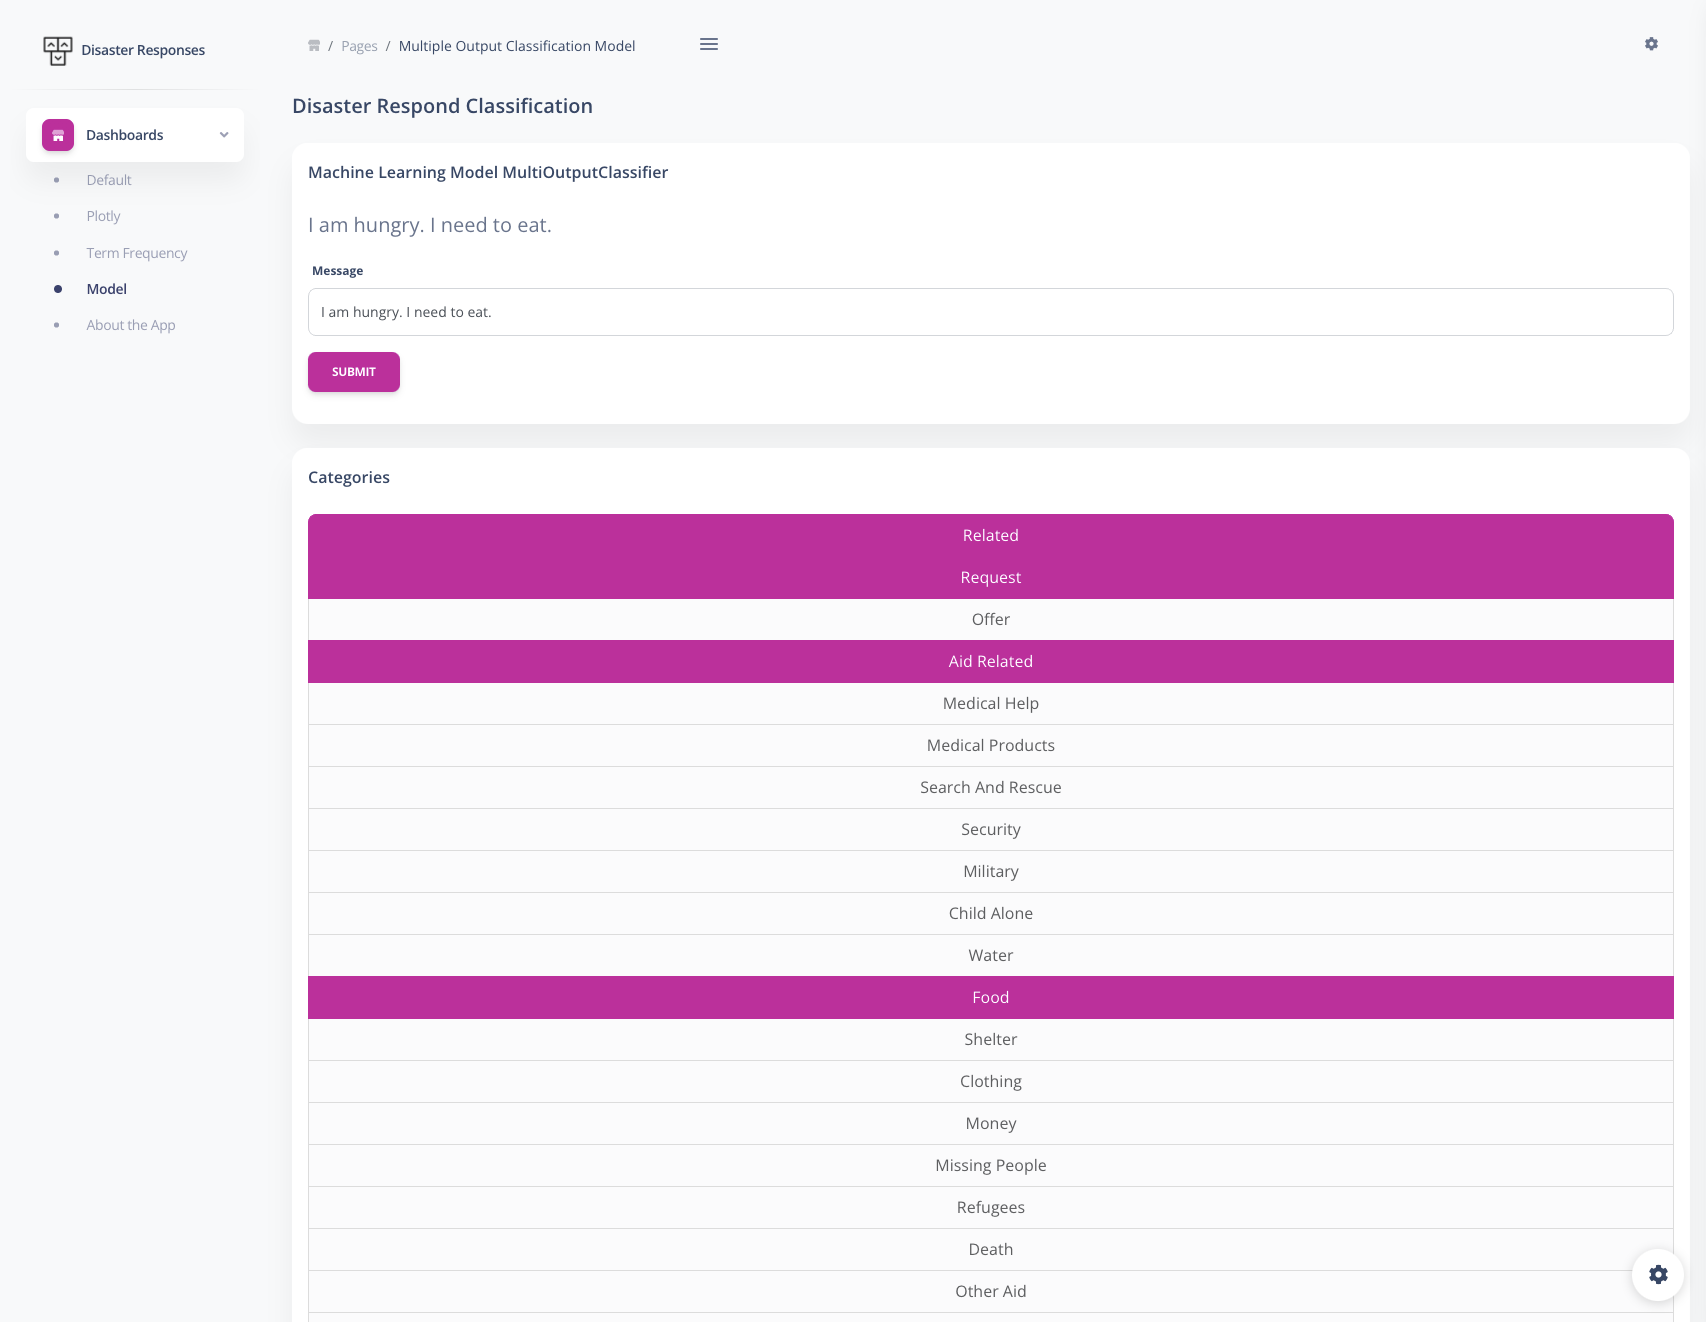 Disaster Responses
Dashboards
Default
Plotly
Term Frequency
Model
About the App
/ Pages / Multiple Output Classification Model
Disaster Respond Classification
Machine Learning Model MultiOutputClassifier
I am hungry. I need to eat.
Message
I am hungry. I need to eat.
SUBMIT
Categories
Related
Request
Offer
Aid Related
Medical Help
Medical Products
Search And Rescue
Security
Military
Child Alone
Water
Food
Shelter
Clothing
Money
Missing People
Refugees
Death
Other Aid